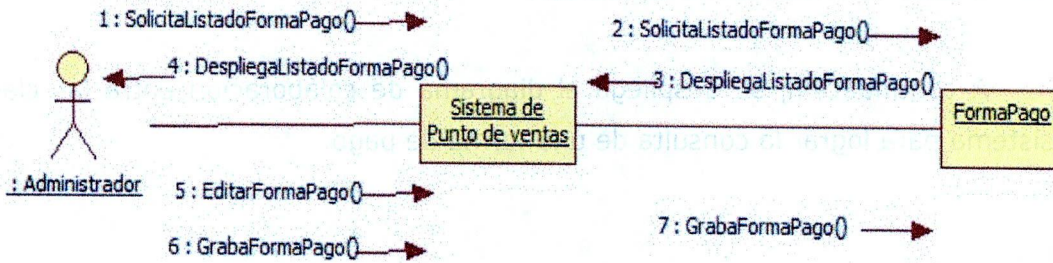 1 : SolicitaListadoFormaPago()
2 : SolicitaListadoFormaPago()
4 : DespliegaListadoFormaPago()
3 : DespliegaListadoFormaPago()
Sistema de
Punto de ventas
FormaPago
: Administrador
5 : EditarFormaPago()
7 : GrabaFormaPago()
6 : GrabaFormaPago()